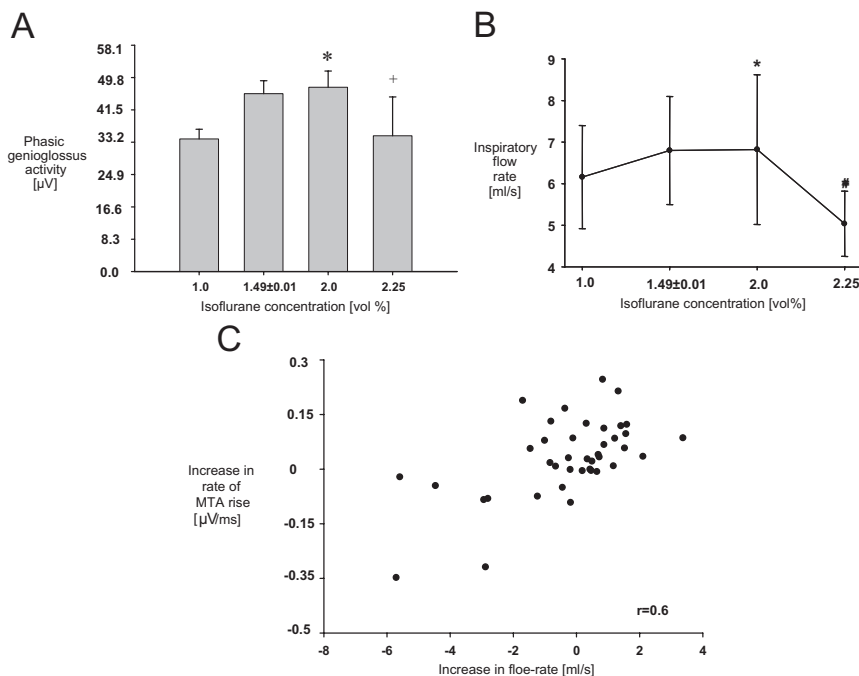 A
58.1
49.8
41.5
33.2
24.9
16.6
8.3
0.0
Phasic
genioglossus
activity
[µV]
*
+
1.0
1.49±0.01
2.0
2.25
Isoflurane concentration [vol %]
B
9
8
7
6
5
4
Inspiratory
flow
rate
[ml/s]
*
#
1.0
1.49±0.01
2.0
2.25
Isoflurane concentration [vol%]
C
0.3
0.15
0
-0.15
-0.35
-0.5
Increase in
rate of
MTA rise
[µV/ms]
r=0.6
-8
-6
-4
-2
0
2
4
Increase in floe-rate [ml/s]